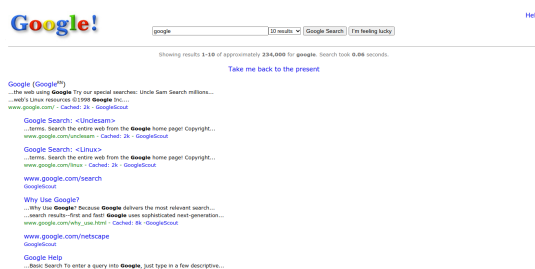 Google!
Hel
google
10 results
Google Search
I'm feeling lucky
Showing results 1-10 of approximately 234,000 for google. Search took 0.06 seconds.
Take me back to the present
Google (Google㏕)
...the web using Google Try our special searches: Uncle Sam Search millions...
...web's Linux resources ©1998 Google Inc....
www.google.com/ - Cached: 2k - GoogleScout
Google Search: <Unclesam>
...terms. Search the entire web from the Google home page! Copyright...
www.google.com/unclesam - Cached: 2k - GoogleScout
Google Search: <Linux>
...terms. Search the entire web from the Google home page! Copyright...
www.google.com/linux - Cached: 2k - GoogleScout
www.google.com/search
GoogleScout
Why Use Google?
...Why Use Google? Because Google delivers the most relevant search...
...search results--first and fast! Google uses sophisticated next-generation...
www.google.com/why_use.html - Cached: 8k -GoogleScout
www.google.com/netscape
GoogleScout
Google Help
...Basic Search To enter a query into Google, just type in a few descriptive...